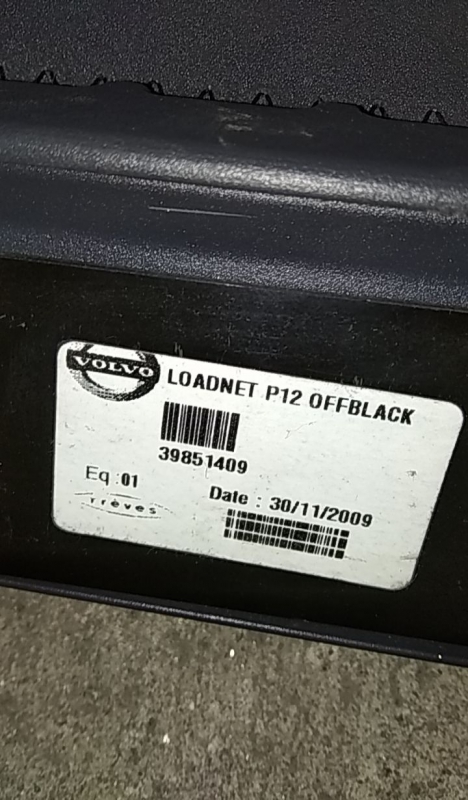 VOLVO
LOADNET P12 OFFBLACK
39851409
Eq :01
Date : 30/11/2009
Trèves